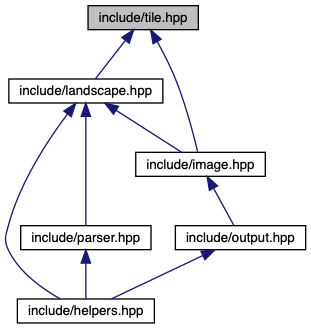 include/tile.hpp
include/landscape.hpp
include/image.hpp
include/parser.hpp
include/output.hpp
include/helpers.hpp